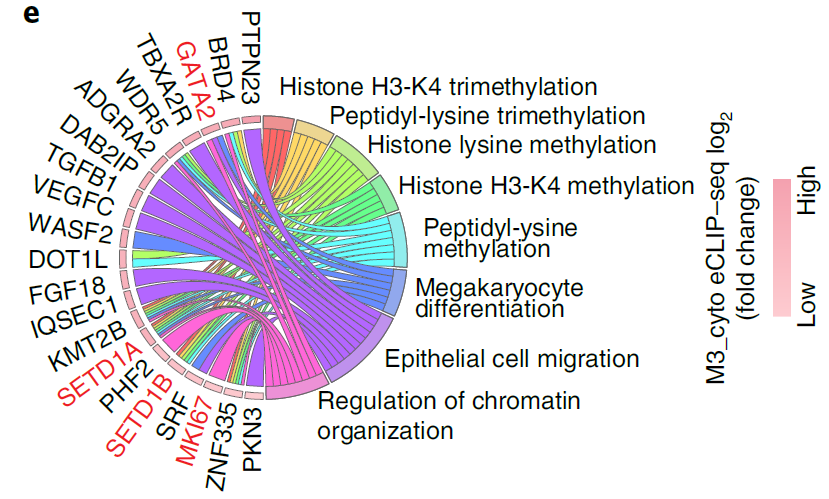 e
PTPN23
BRD4
GATA2
TBXA2R
WDR5
ADGRA2
DAB2IP
TGFB1
VEGFC
WASF2
DOT1L
FGF18
IQSEC1
KMT2B
SETD1A
PHF2
SETD1B
SRF
MKI67
ZNF335
PKN3
Histone H3-K4 trimethylation
Peptidyl-lysine trimethylation
Histone lysine methylation
Histone H3-K4 methylation
Peptidyl-ysine
methylation
Megakaryocyte
differentiation
Epithelial cell migration
Regulation of chromatin
organization
M3_cyto eCLIP–seq log2
(fold change)
High
Low